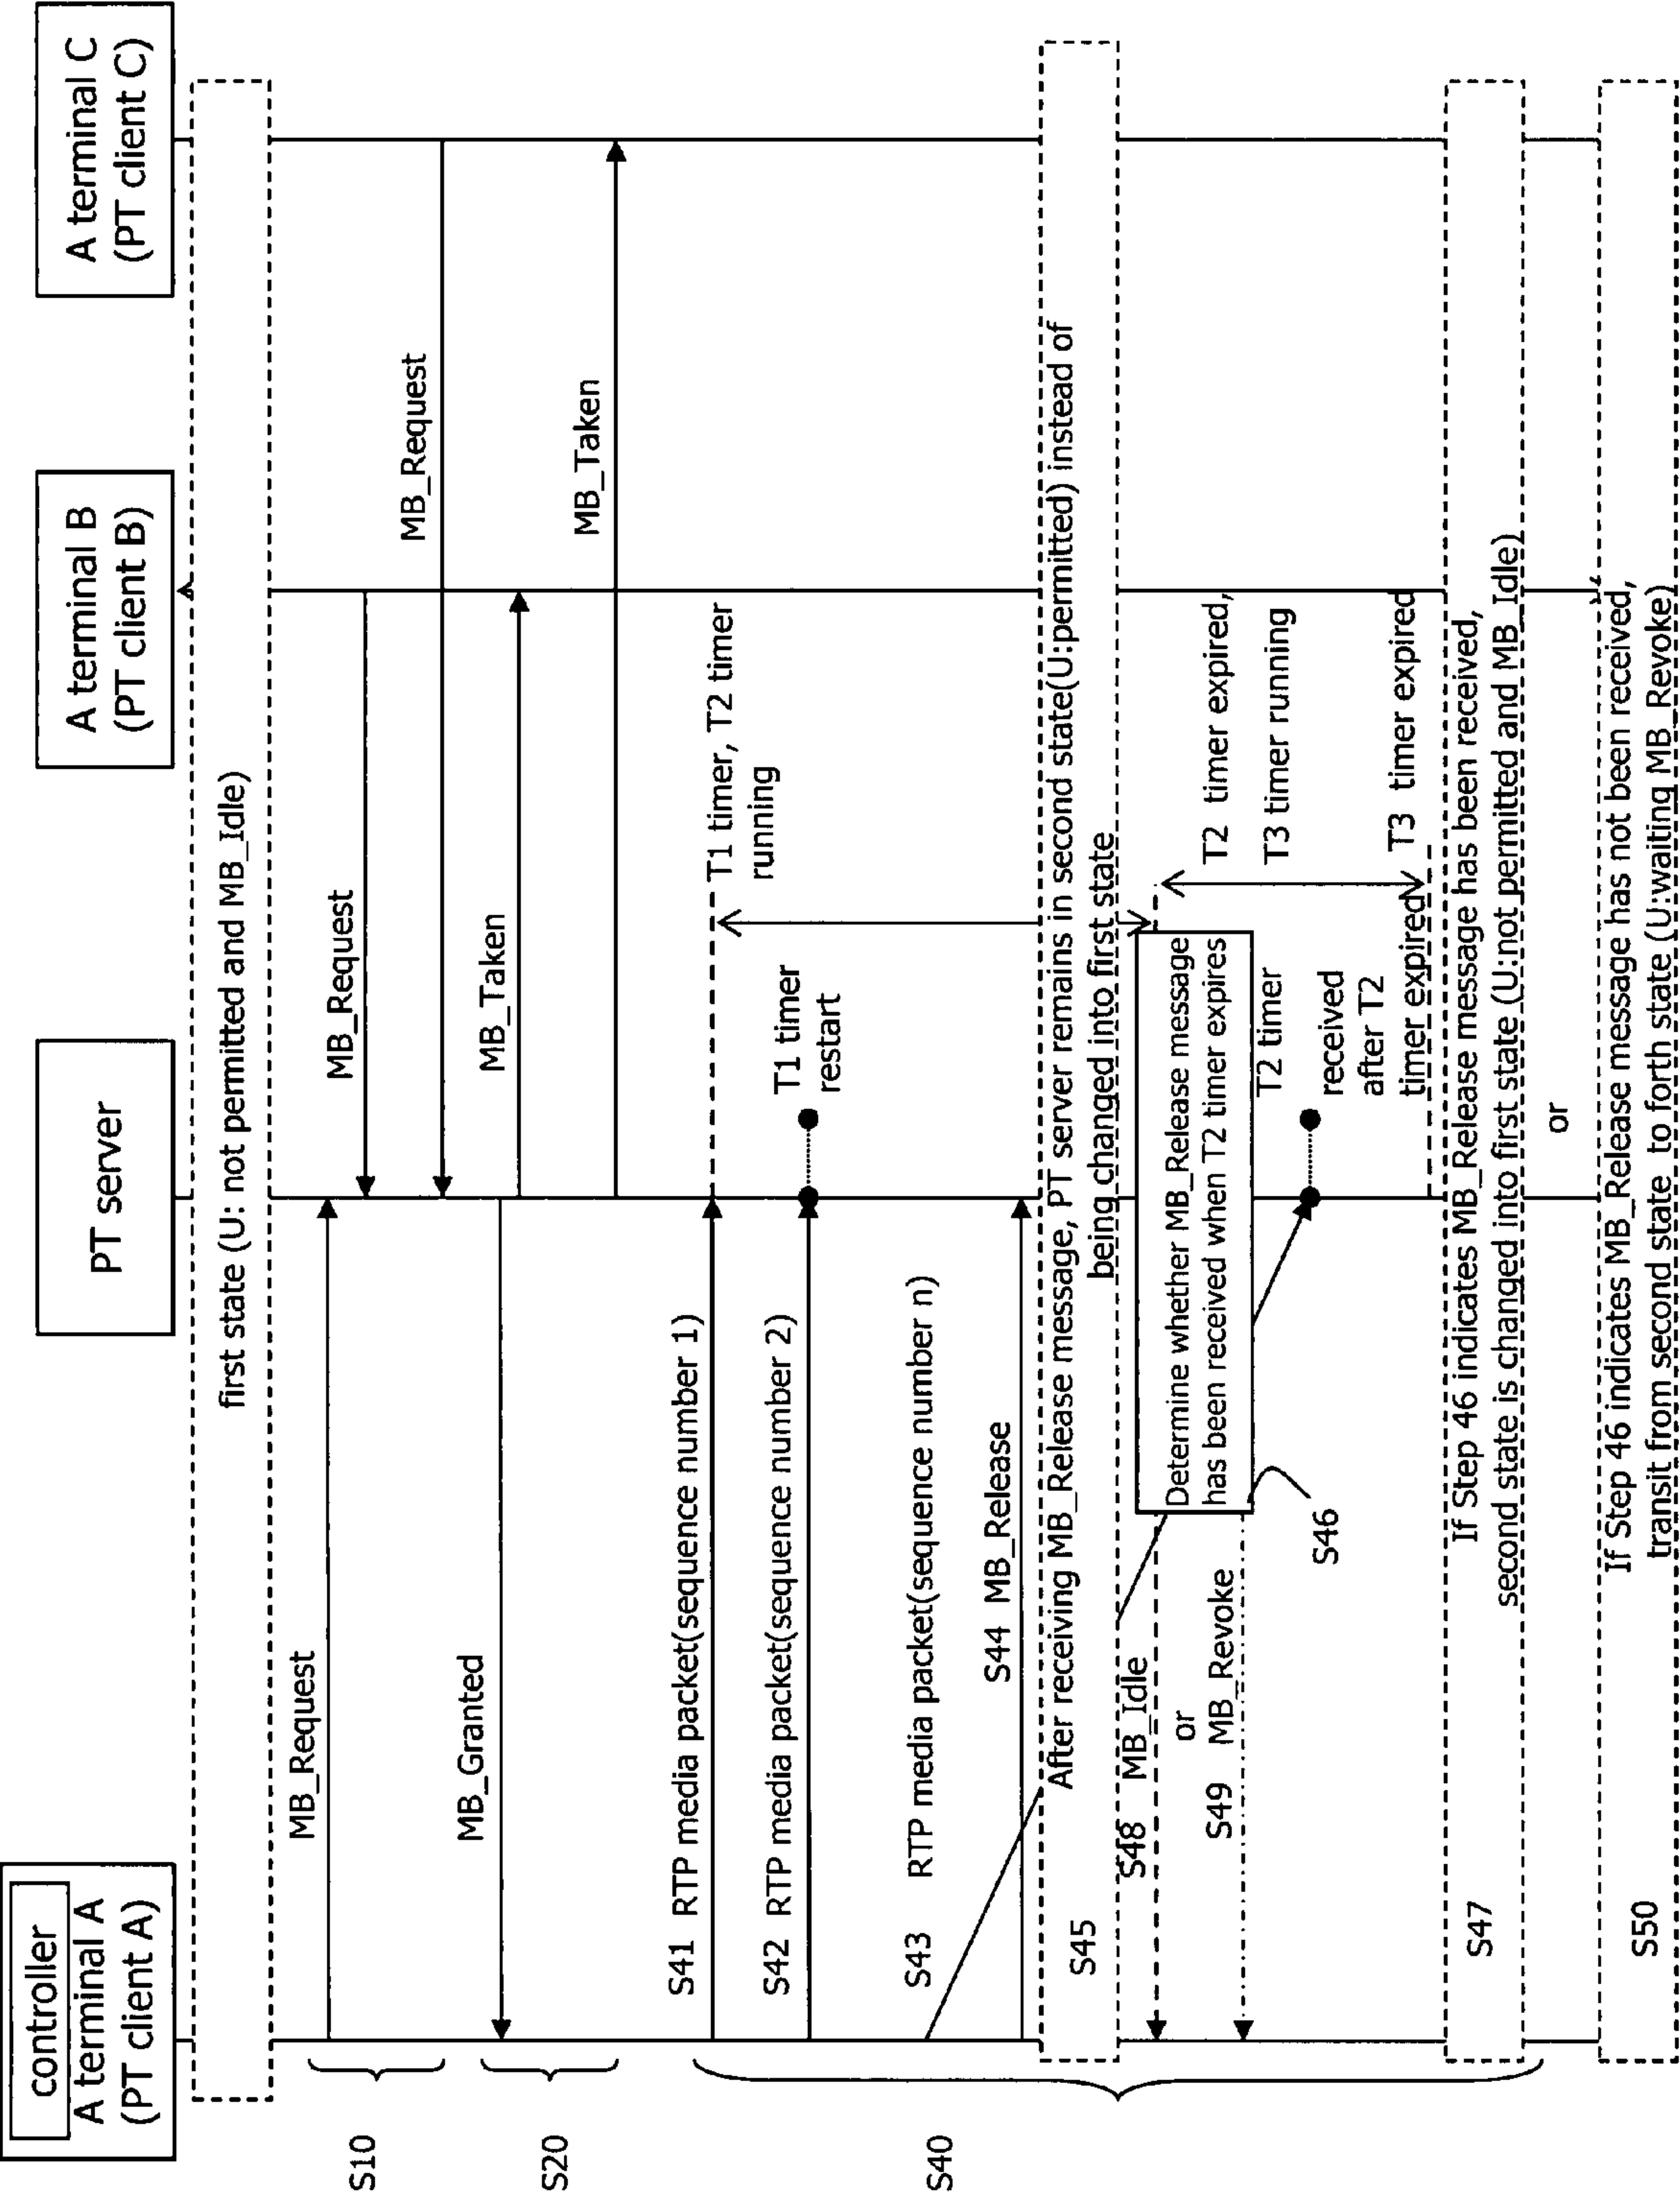 controller
A terminal A
(PT client A)
PT server
A terminal B
(PT client B)
A terminal C
(PT client C)
first state (U: not permitted and MB_Idle)
S10
MB_Request
MB_Request
MB_Request
S20
MB_Granted
MB_Taken
MB_Taken
S40
S41 RTP media packet(sequence number 1)
T1 timer, T2 timer
running
S42 RTP media packet(sequence number 2)
T1 timer
restart
S43 RTP media packet(sequence number n)
S44 MB_Release
S45
After receiving MB_Release message, PT server remains in second state(U:permitted) instead of
being changed into first state
S48 MB_Idle
or
S49 MB_Revoke
Determine whether MB_Release message
has been received when T2 timer expires
S46
T2 timer
received
after T2
timer expired
T2 timer expired,
T3 timer running
T3 timer expired
S47
If Step 46 indicates MB_Release message has been received,
second state is changed into first state (U:not permitted and MB_Idle)
or
S50
If Step 46 indicates MB_Release message has not been received,
transit from second state to forth state (U:waiting MB_Revoke)